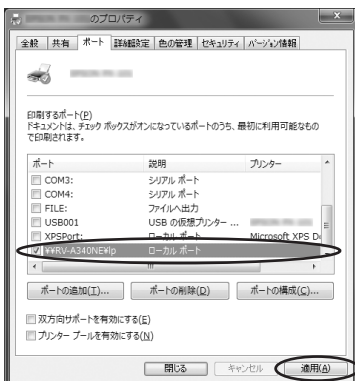 のプロパティ
全般 共有 ポート 詳細設定 色の管理 セキュリティ バージョン情報
印刷するポート(P)
ドキュメントは、チェック ボックスがオンになっているポートのうち、最初に利用可能なもの
で印刷されます。
ポート 説明 プリンター
COM3: シリアル ポート
COM4: シリアル ポート
FILE: ファイルへ出力
USB001 USB の仮想プリンター ...
XPSPort: ローカル ポート Microsoft XPS D
¥¥RV-A340NE¥lp ローカル ポート
ポートの追加(T)... ポートの削除(D) ポートの構成(C)...
双方向サポートを有効にする(E)
プリンター プールを有効にする(N)
閉じる キャンセル 適用(A)